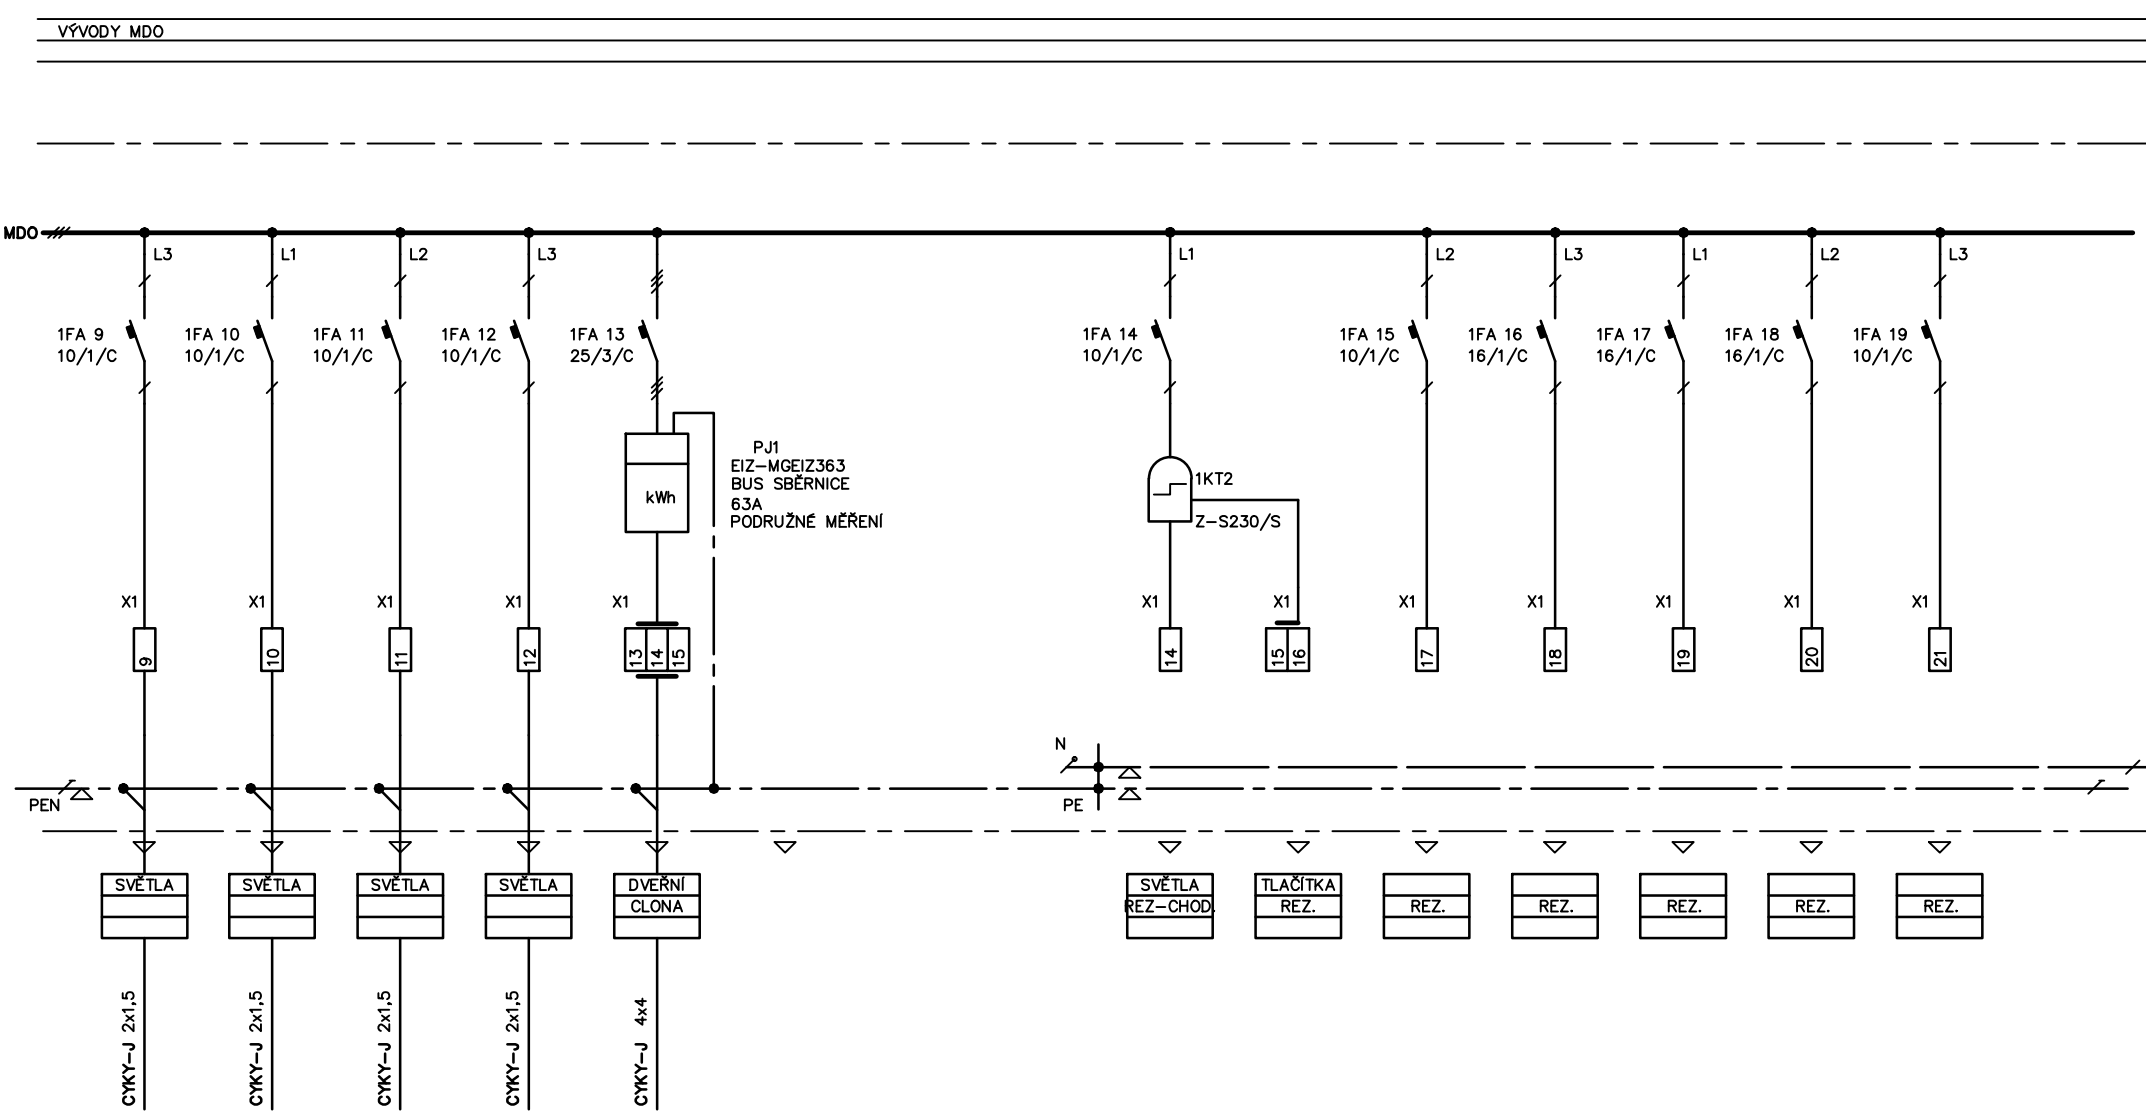 VÝVODY MDO
MDO
L3 L1 L2 L3 L1 L2 L3 L1 L2 L3
1FA 9 1FA 10 1FA 11 1FA 12 1FA 13 1FA 14 1FA 15 1FA 16 1FA 17 1FA 18 1FA 19
10/1/C 10/1/C 10/1/C 10/1/C 25/3/C 10/1/C 10/1/C 16/1/C 16/1/C 16/1/C 10/1/C
PJ1
EIZ-MGEIZ363
BUS SBĚRNICE
63A
PODRUŽNÉ MĚŘENÍ
kWh
1KT2
Z-S230/S
X1 X1 X1 X1 X1 X1 X1 X1 X1 X1 X1 X1
9 10 11 12 13 14 15 14 15 16 17 18 19 20 21
N
PEN PE
SVĚTLA SVĚTLA SVĚTLA SVĚTLA DVEŘNÍ SVĚTLA TLAČÍTKA
CLONA REZ-CHOD. REZ. REZ. REZ. REZ. REZ. REZ.
CYKY-J 2x1,5
CYKY-J 2x1,5
CYKY-J 2x1,5
CYKY-J 2x1,5
CYKY-J 4x4